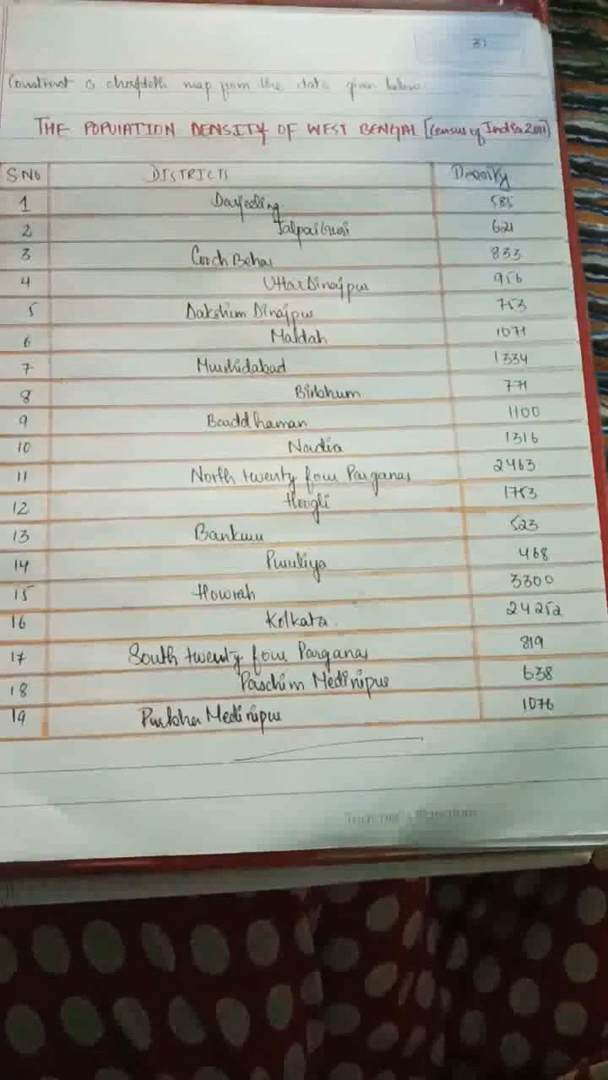 31
Construct a choropleth map from the data given below
THE POPUIATION DENSITY OF WEST BENGAL [Census of India 2011]
S.No DISTRICTS Density
1 Darjeeling 585
2 Jalpaiguri 621
3 Cooch Behar 833
4 Uttar Dinajpur 956
5 Dakshim Dinajpur 753
6 Maldah 1071
7 Murshidabad 1334
8 Birbhum 771
9 Barddhaman 1100
10 Nadia 1316
11 North twenty four Parganas 2463
12 Hoogli 1753
13 Bankura 523
14 Puruliya 468
15 Howrah 3300
16 Kolkata 24252
17 South twenty four Parganas 819
18 Paschim Medinipur 638
19 Purbha Medinipur 1076